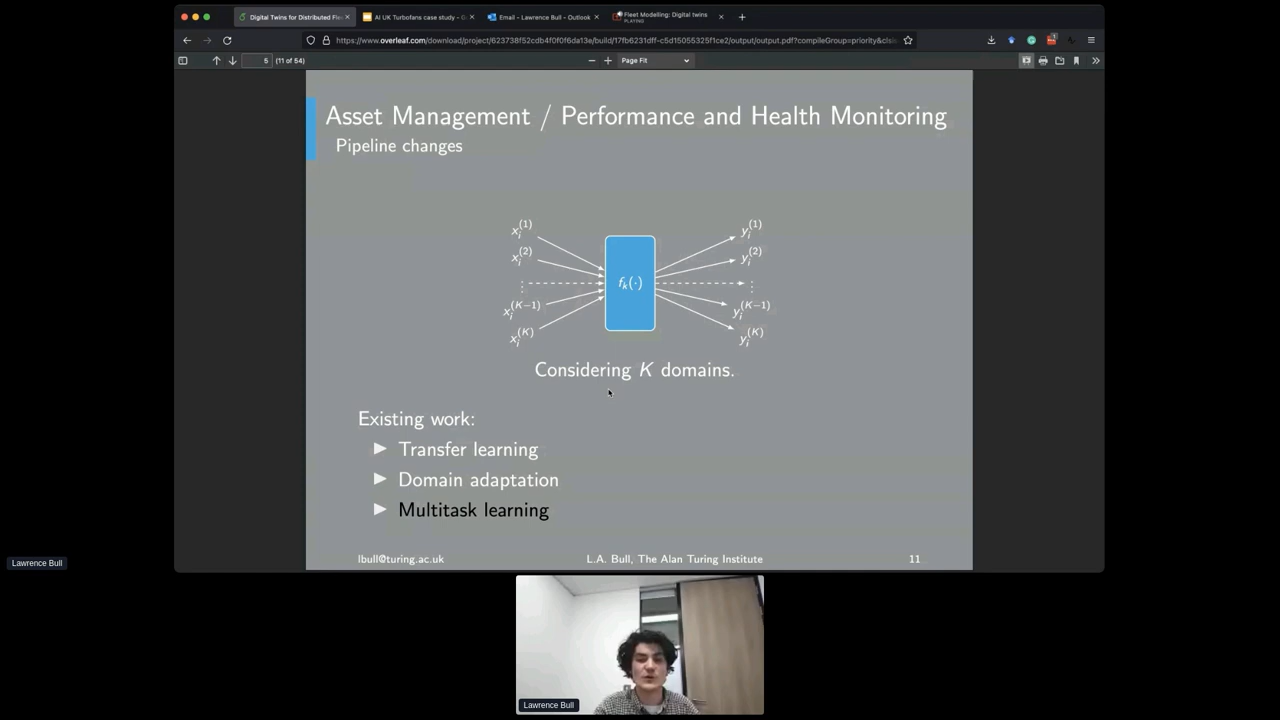 Digital Twins for Distributed Fle
AI UK Turbofans case study - G
Email - Lawrence Bull - Outlook
Fleet Modelling: Digital twins
PLAYING
5 (11 of 54)
Page Fit
Asset Management / Performance and Health Monitoring
Pipeline changes
x_i^(1)
y_i^(1)
x_i^(2)
y_i^(2)
f_k(·)
⋮
⋮
x_i^(K−1)
y_i^(K−1)
x_i^(K)
y_i^(K)
Considering K domains.
Existing work:
▶ Transfer learning
▶ Domain adaptation
▶ Multitask learning
lbull@turing.ac.uk
L.A. Bull, The Alan Turing Institute
11
Lawrence Bull
Lawrence Bull